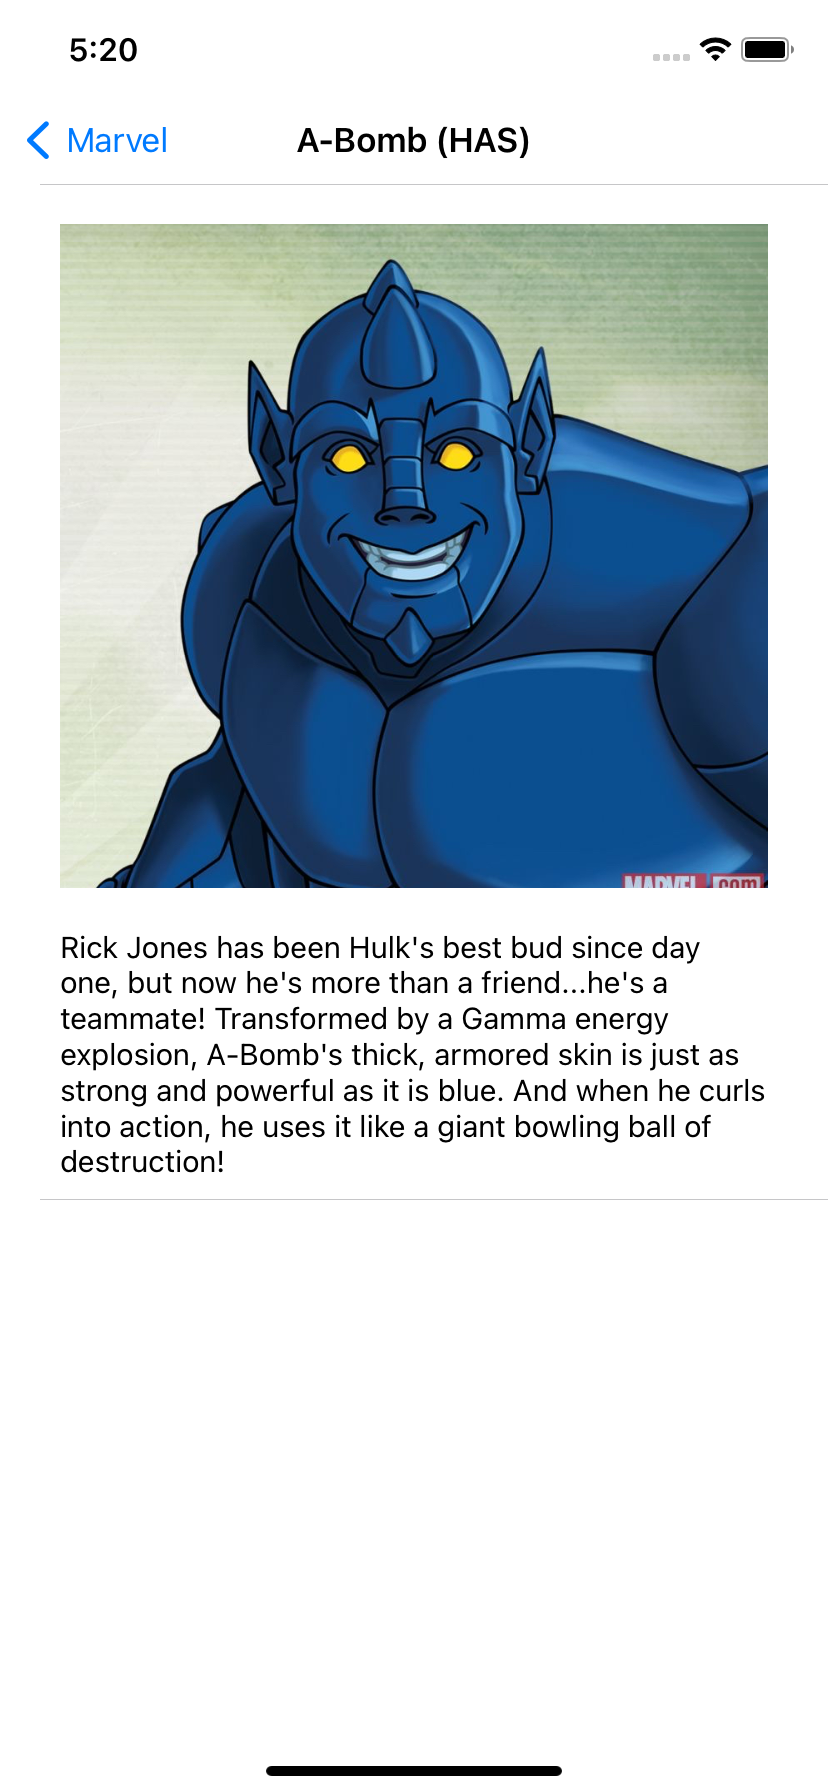 5:20
Marvel
A-Bomb (HAS)
MARVEL.com
Rick Jones has been Hulk's best bud since day
one, but now he's more than a friend...he's a
teammate! Transformed by a Gamma energy
explosion, A-Bomb's thick, armored skin is just as
strong and powerful as it is blue. And when he curls
into action, he uses it like a giant bowling ball of
destruction!